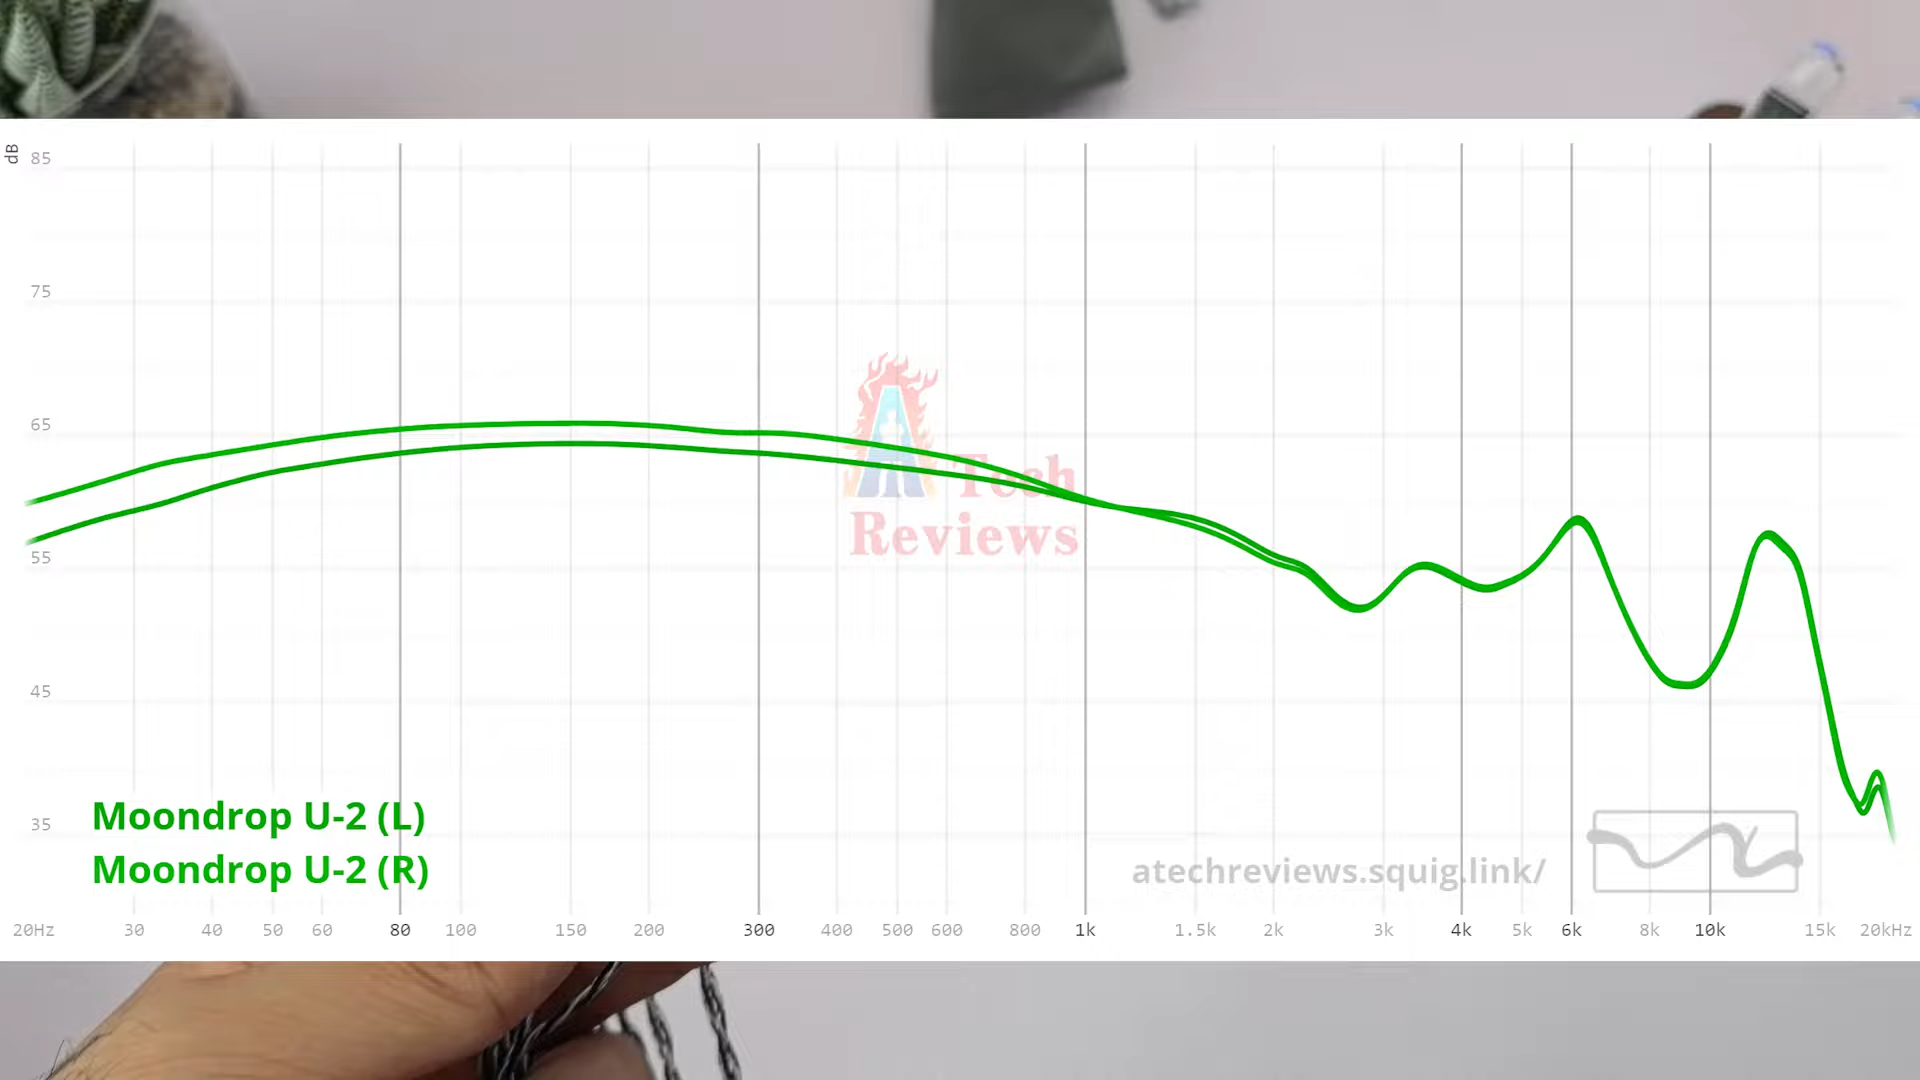 dB
85
75
65
55
45
35
Tech
Reviews
Moondrop U-2 (L)
Moondrop U-2 (R)
atechreviews.squig.link/
20Hz 30 40 50 60 80 100 150 200 300 400 500 600 800 1k 1.5k 2k 3k 4k 5k 6k 8k 10k 15k 20kHz